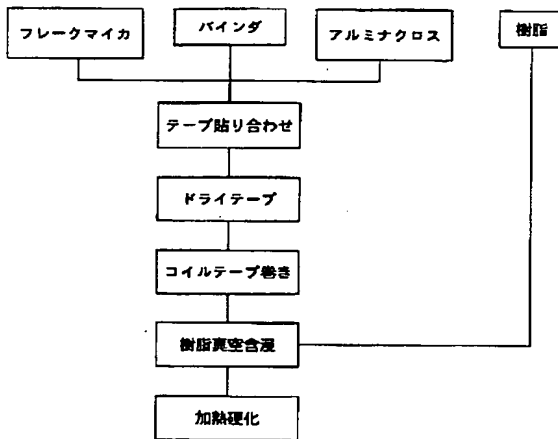 フレークマイカ
バインダ
アルミナクロス
樹脂
テープ貼り合わせ
ドライテープ
コイルテープ巻き
樹脂真空含浸
加熱硬化